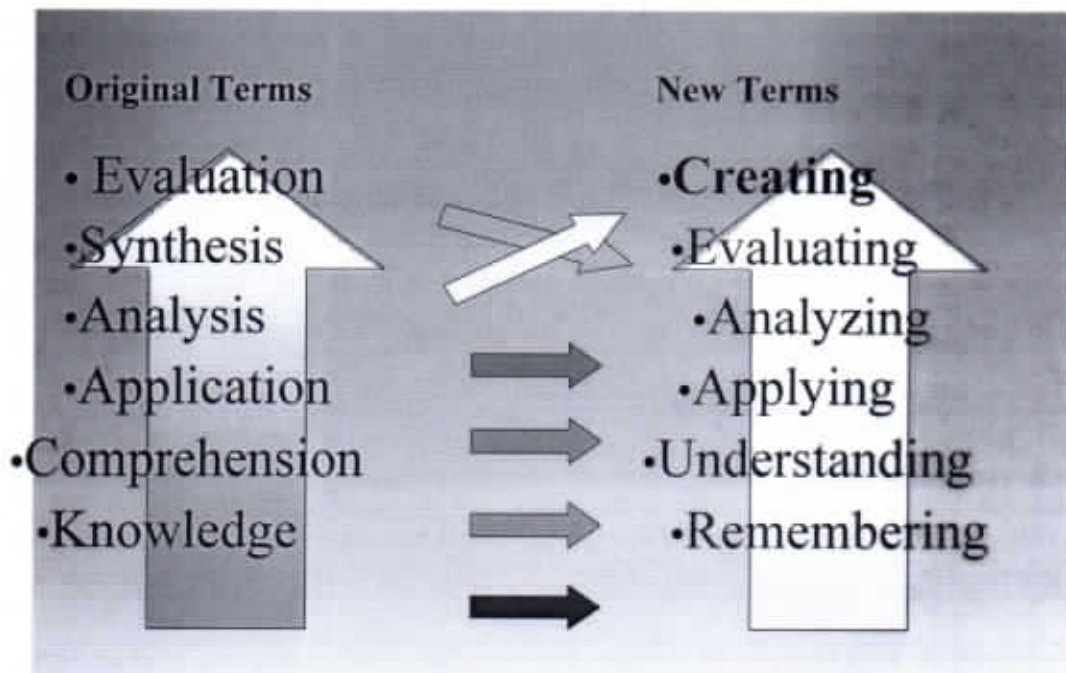 Original Terms
• Evaluation
•Synthesis
•Analysis
•Application
•Comprehension
•Knowledge
New Terms
•Creating
•Evaluating
•Analyzing
•Applying
•Understanding
•Remembering